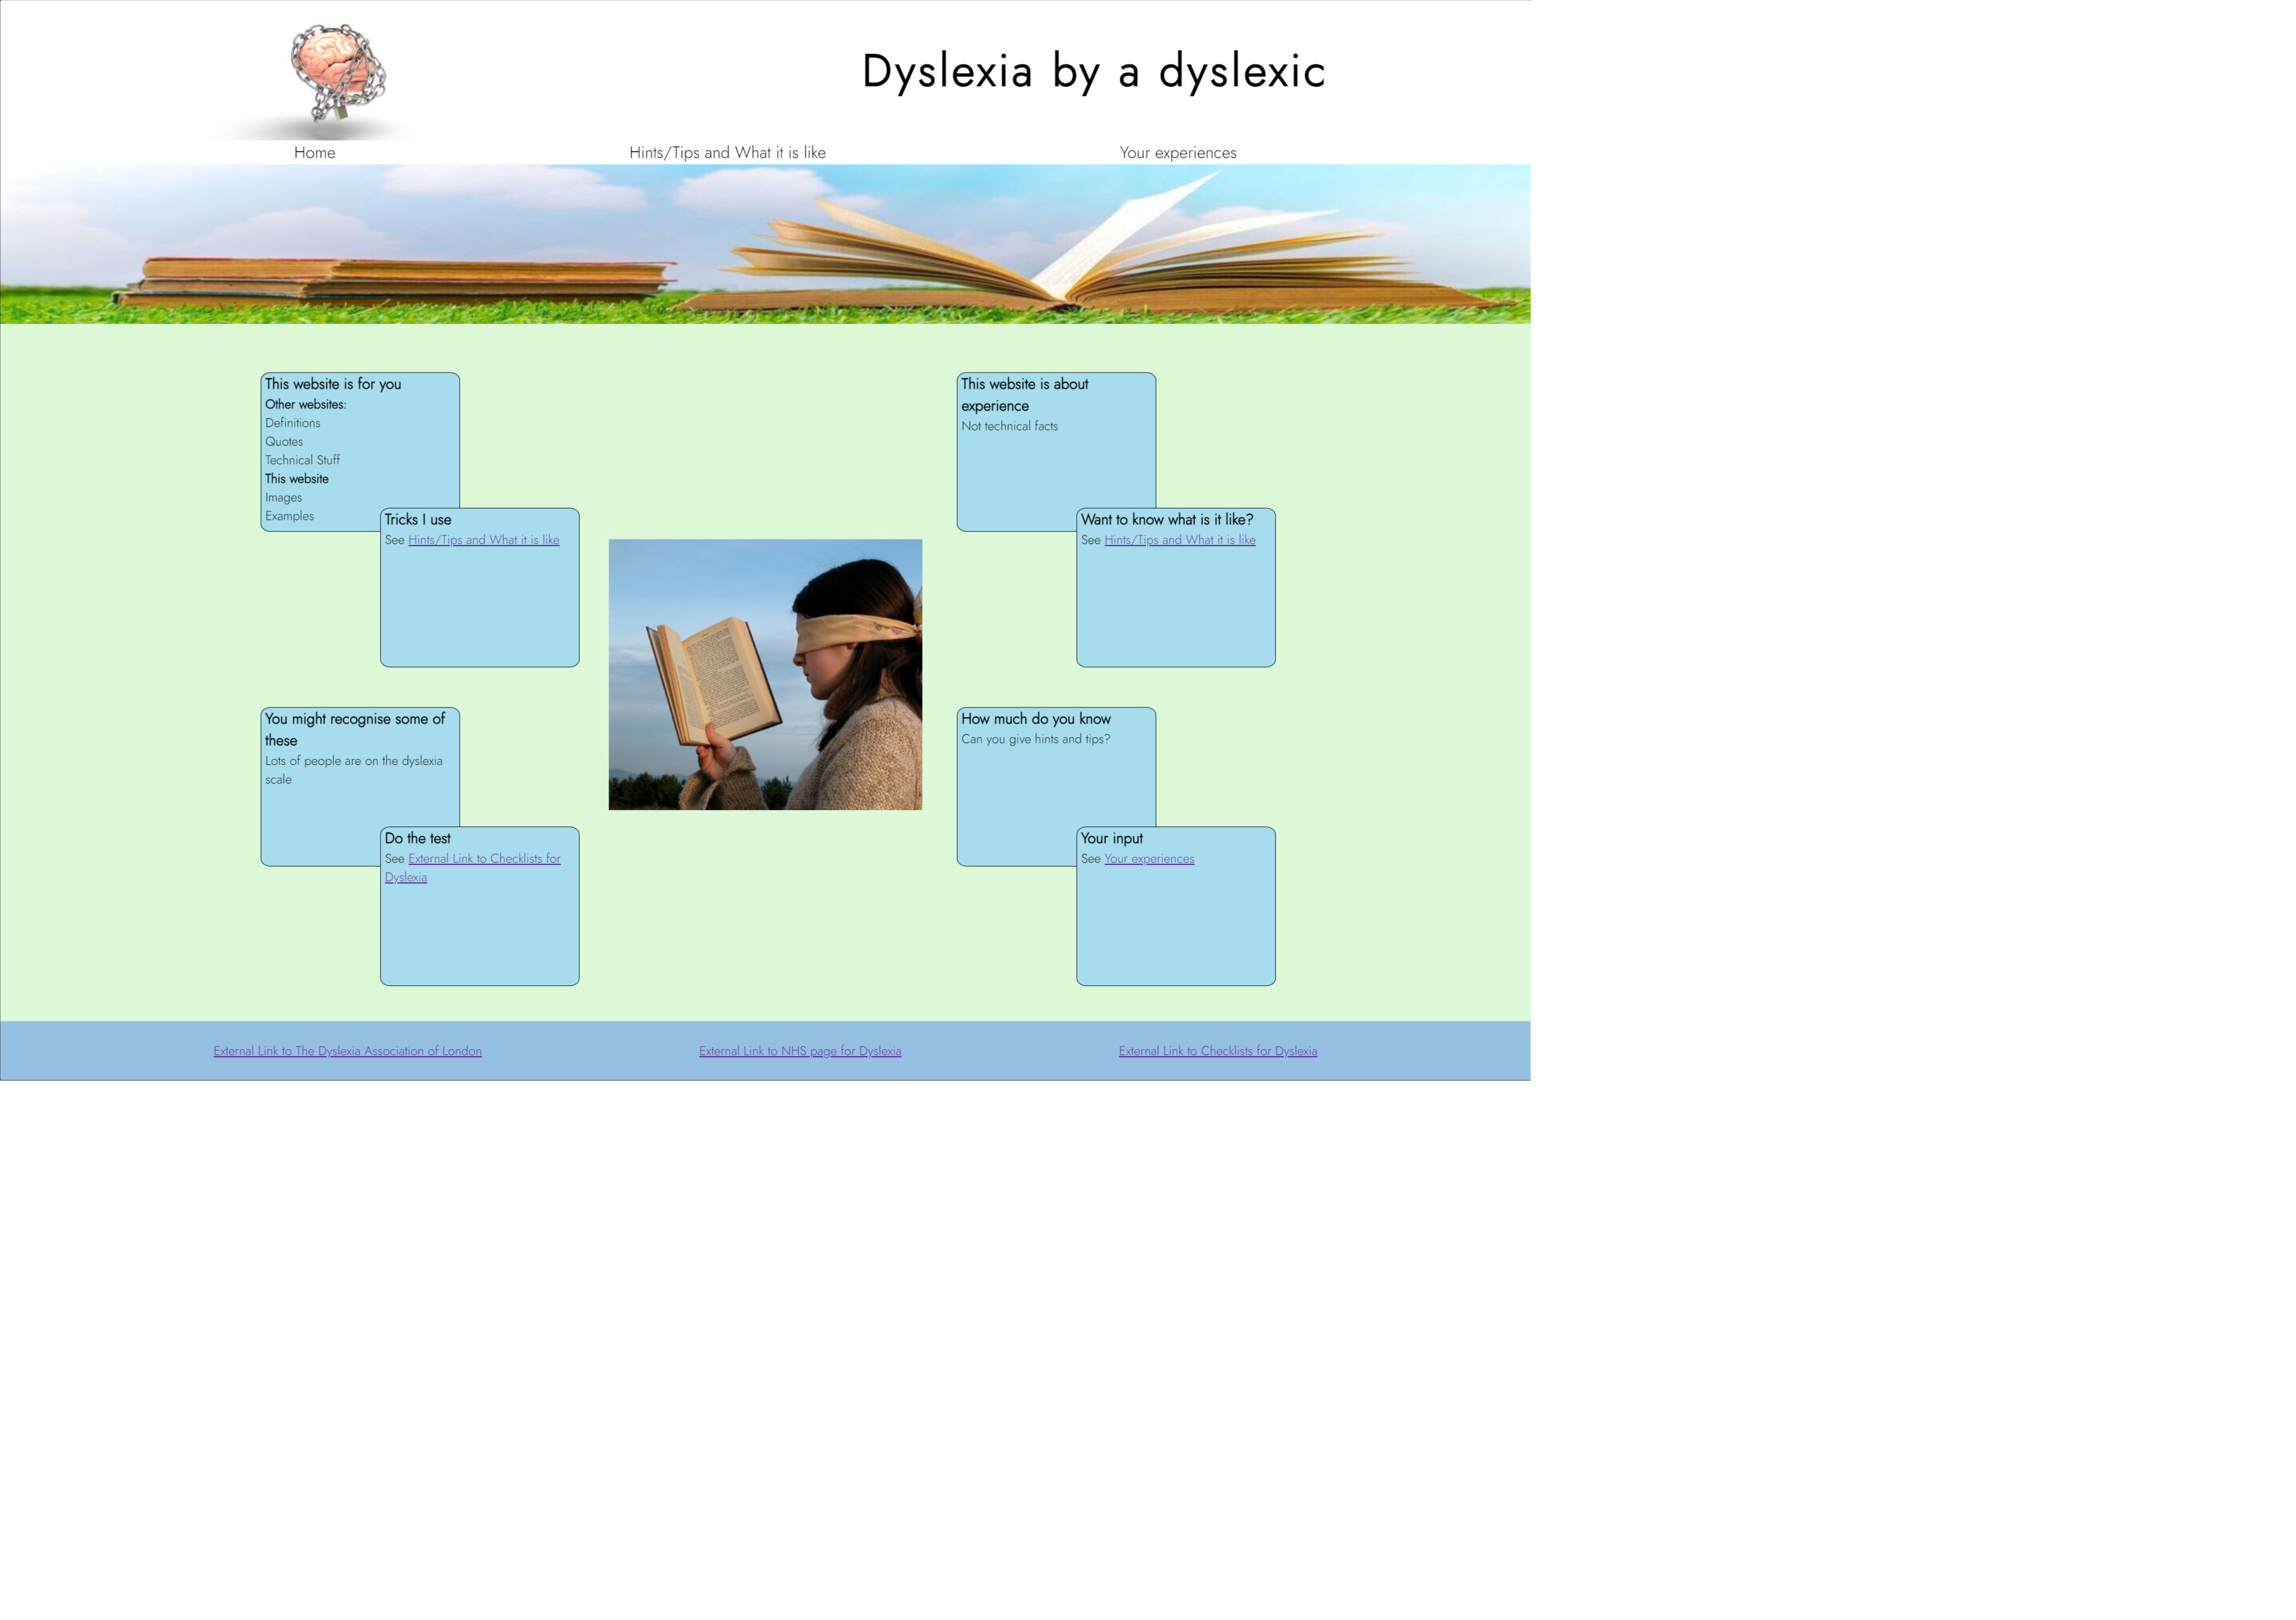 Dyslexia by a dyslexic
Home
Hints/Tips and What it is like
Your experiences
This website is for you
Other websites:
Definitions
Quotes
Technical Stuff
This website
Images
Examples
Tricks I use
See Hints/Tips and What it is like
This website is about
experience
Not technical facts
Want to know what is it like?
See Hints/Tips and What it is like
You might recognise some of
these
Lots of people are on the dyslexia
scale
Do the test
See External Link to Checklists for
Dyslexia
How much do you know
Can you give hints and tips?
Your input
See Your experiences
External Link to The Dyslexia Association of London
External Link to NHS page for Dyslexia
External Link to Checklists for Dyslexia